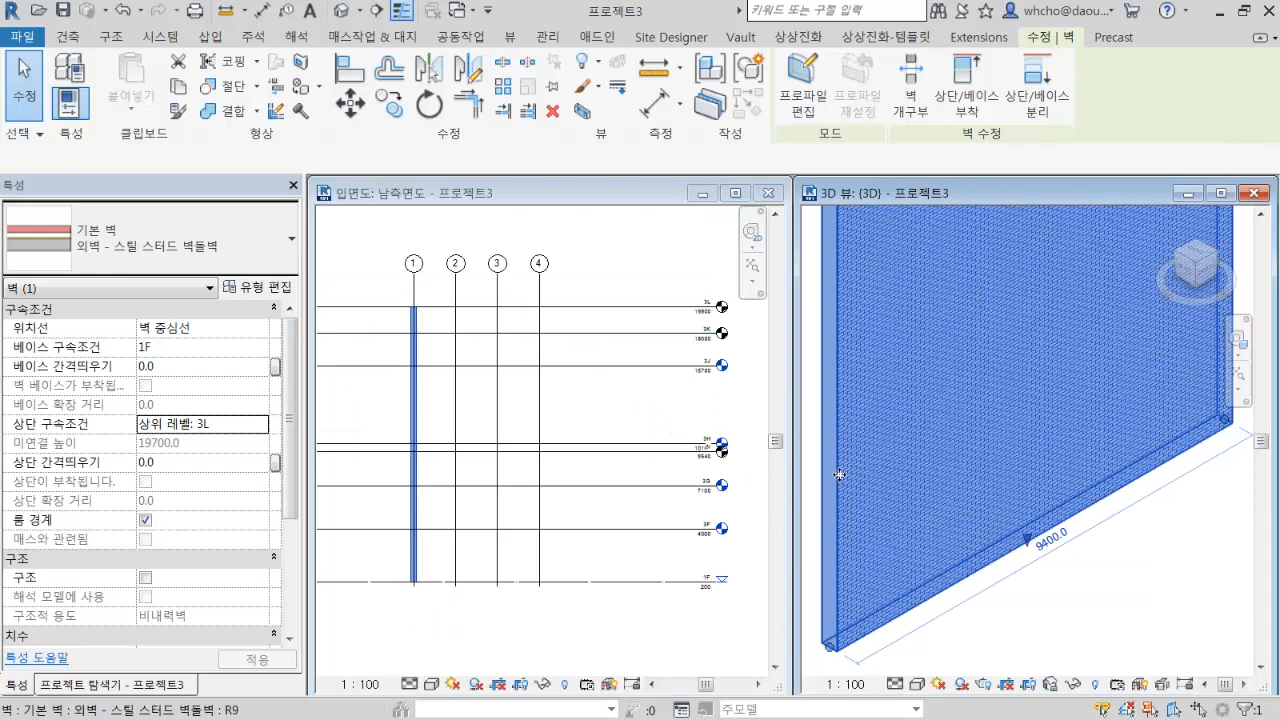 프로젝트3
키워드 또는 구절 입력
whcho@daou...
파일 건축 구조 시스템 삽입 주석 해석 매스작업 & 대지 공동작업 뷰 관리 애드인 Site Designer Vault 상상진화 상상진화-템플릿 Extensions 수정 | 벽 Precast
수정
붙여넣기
코핑
절단
결함
프로파일 편집
프로파일 재설정
벽 개구부
상단/베이스 부착
상단/베이스 분리
선택 특성 클립보드 형상 수정 뷰 측정 작성 모드 벽 수정
특성
기본 벽
외벽 - 스틸 스터드 벽돌벽
벽 (1)
유형 편집
구속조건
위치선 벽 중심선
베이스 구속조건 1F
베이스 간격띄우기 0.0
벽 베이스가 부착됩...
베이스 확장 거리 0.0
상단 구속조건 상위 레벨: 3L
미연결 높이 19700.0
상단 간격띄우기 0.0
상단이 부착됩니다.
상단 확장 거리 0.0
룸 경계
매스와 관련됨
구조
구조
해석 모델에 사용
구조적 용도 비내력벽
치수
특성 도움말
적용
특성 프로젝트 탐색기 - 프로젝트3
입면도: 남측면도 - 프로젝트3
1 2 3 4
3L
19900
3K
18000
3J
15700
3H
9540
3G
7100
3F
4000
1F
200
1 : 100
3D 뷰: {3D} - 프로젝트3
9400.0
1 : 100
벽 : 기본 벽 : 외벽 - 스틸 스터드 벽돌벽 : R9
:0
주모델
:1